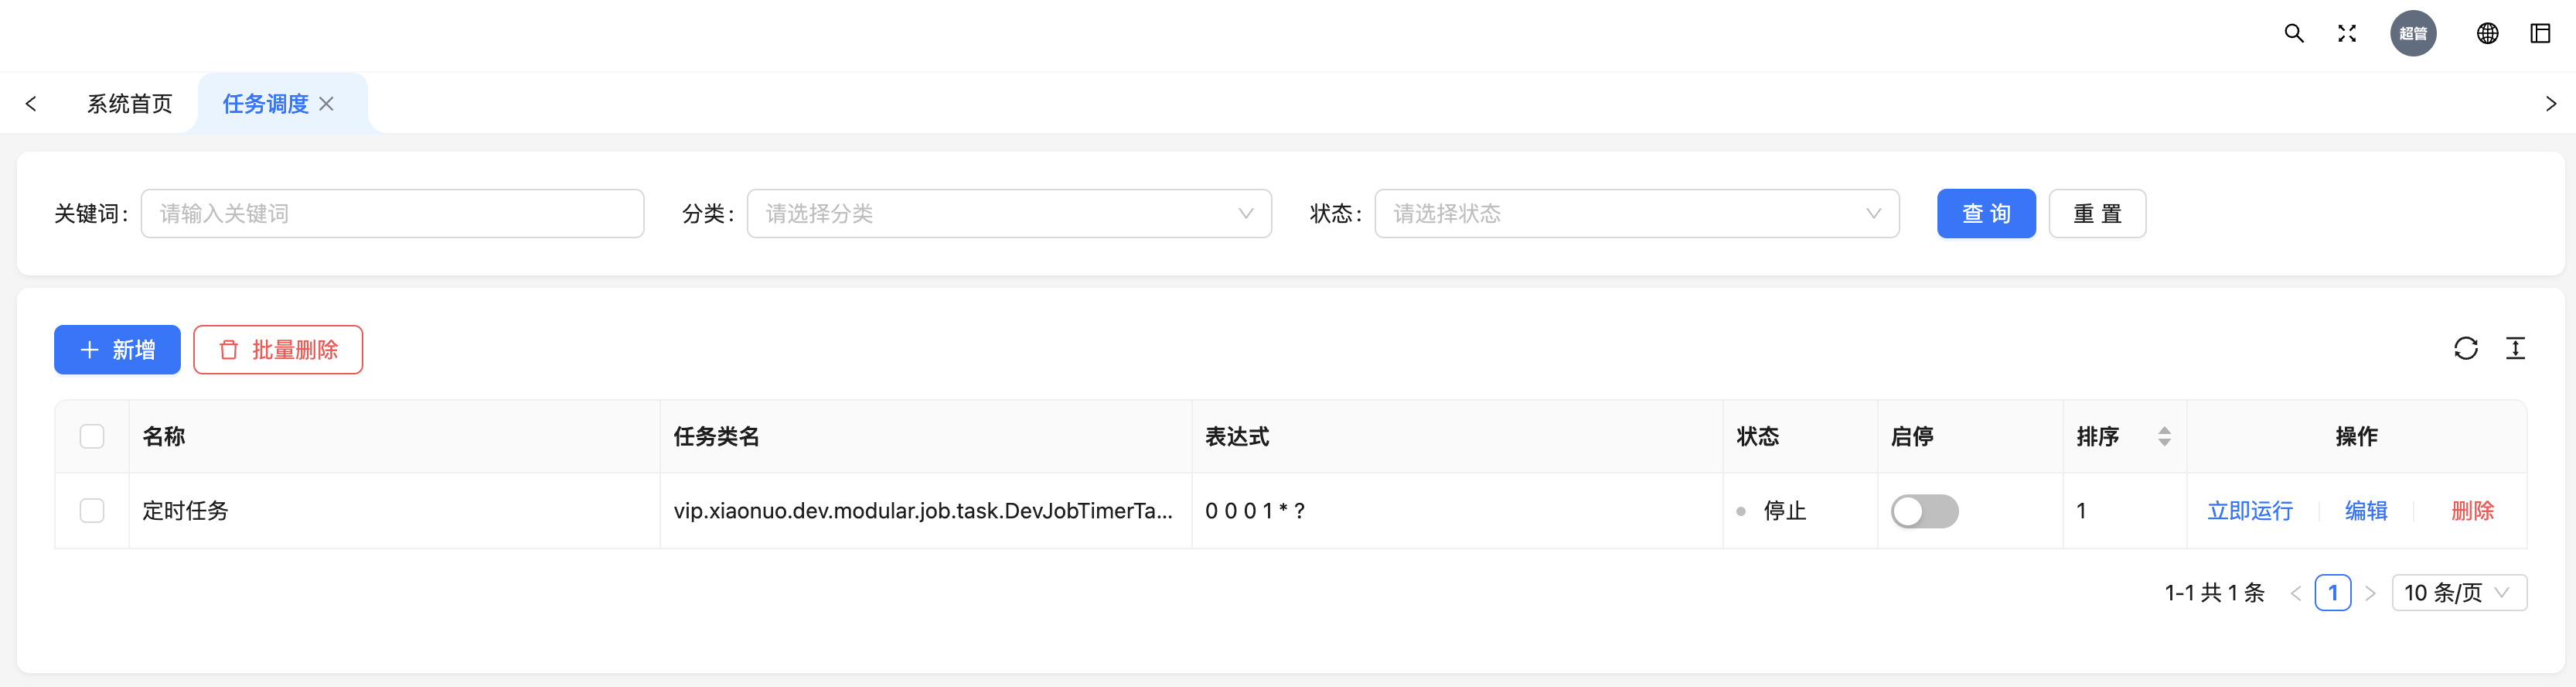 超管
系统首页 任务调度
关键词: 请输入关键词 分类: 请选择分类 状态: 请选择状态 查 询 重 置
新增 批量删除
名称 任务类名 表达式 状态 启停 排序 操作
定时任务 vip.xiaonuo.dev.modular.job.task.DevJobTimerTa... 0 0 0 1 * ? 停止 1 立即运行 编辑 删除
1-1 共 1 条 1 10 条/页